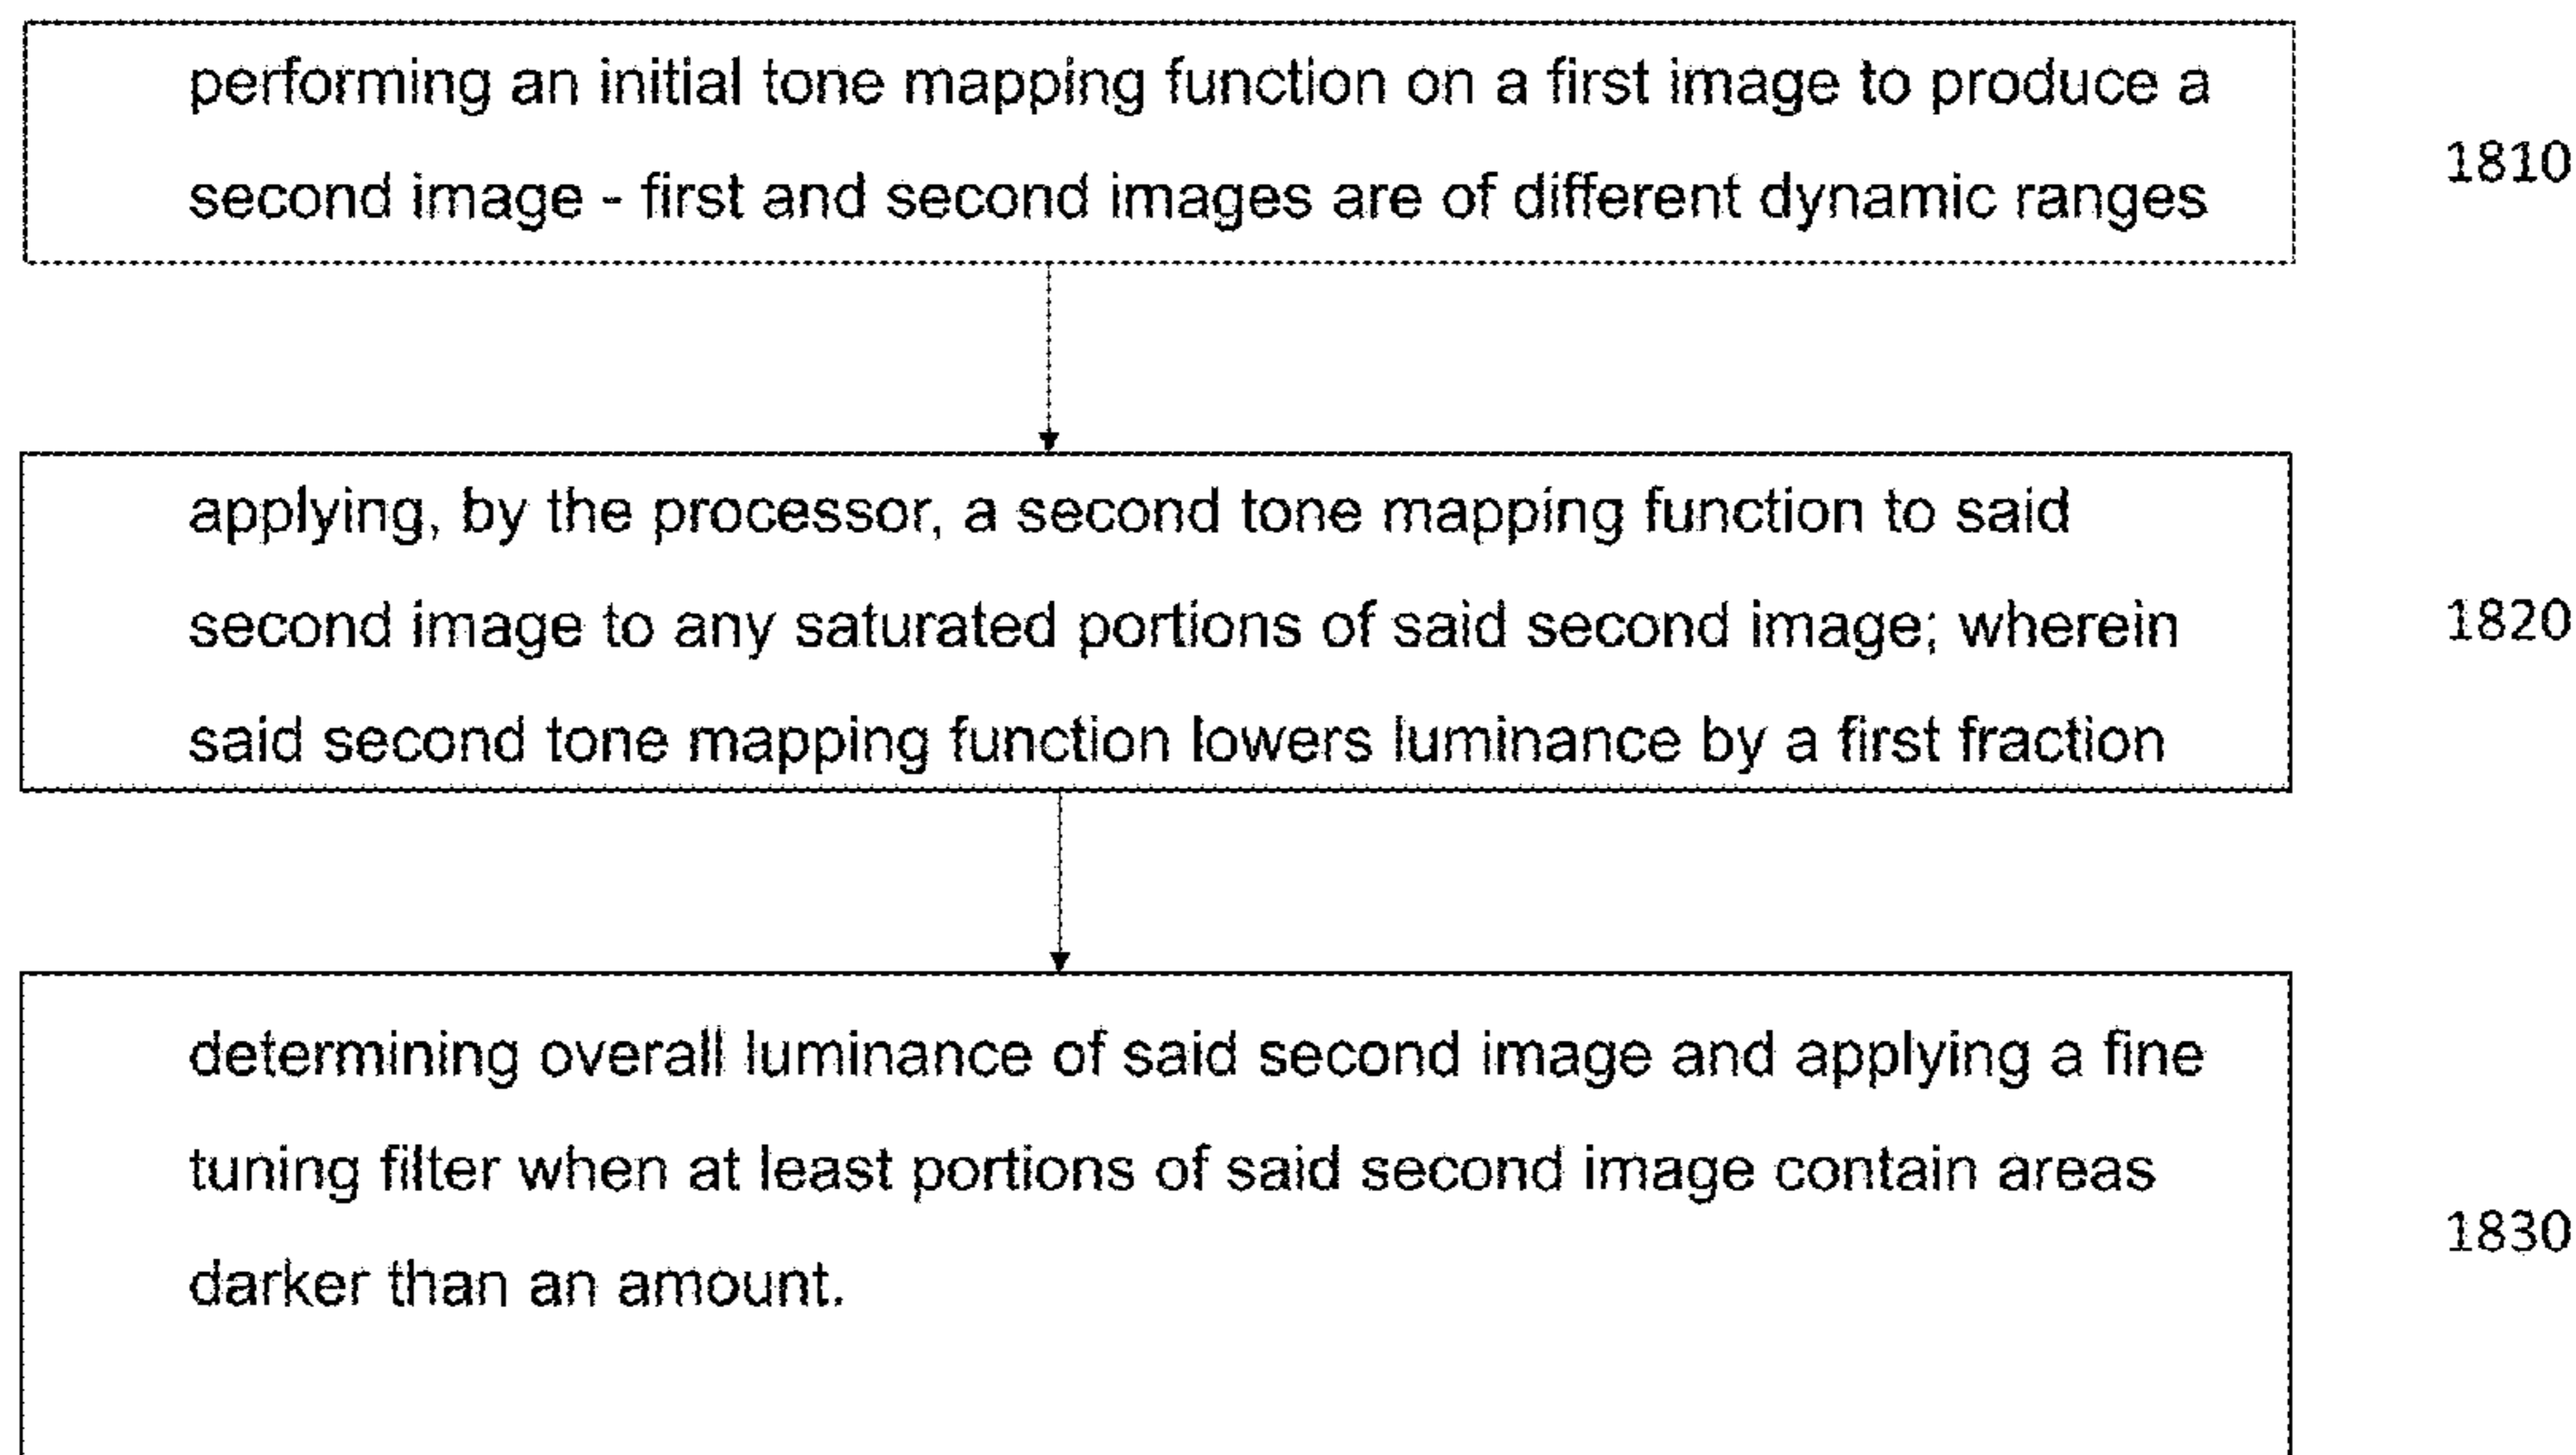 performing an initial tone mapping function on a first image to produce a
second image - first and second images are of different dynamic ranges
1810
applying, by the processor, a second tone mapping function to said
second image to any saturated portions of said second image; wherein
said second tone mapping function lowers luminance by a first fraction
1820
determining overall luminance of said second image and applying a fine
tuning filter when at least portions of said second image contain areas
darker than an amount.
1830